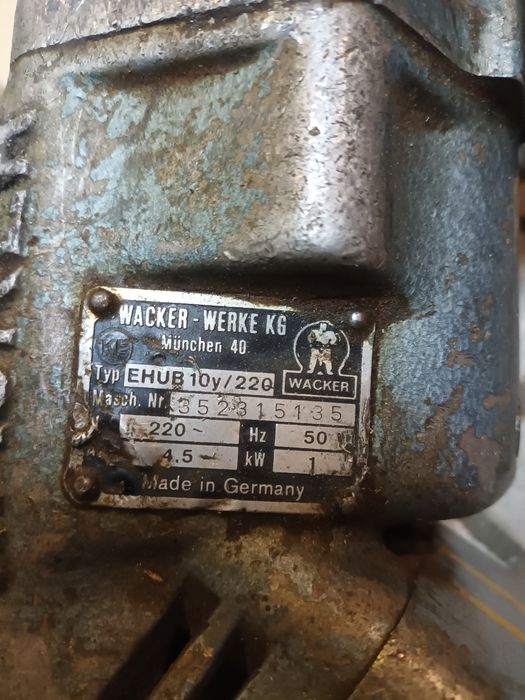 WACKER - WERKE KG
München 40
Typ EHUB 10y/220
WACKER
Masch. Nr. 352315135
220~ Hz 50
4.5~ kW 1
Made in Germany